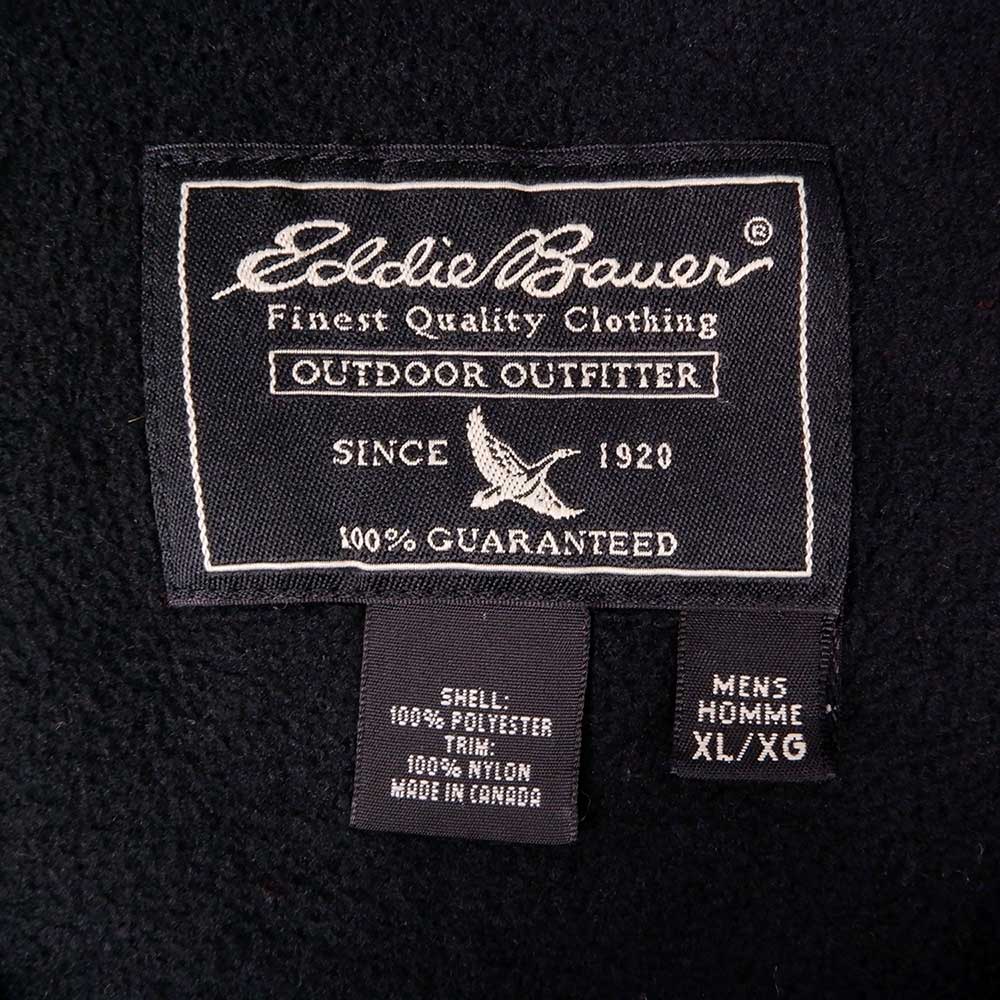 Eddie Bauer ®
Finest Quality Clothing
OUTDOOR OUTFITTER
SINCE 1920
100% GUARANTEED
SHELL:
100% POLYESTER
TRIM:
100% NYLON
MADE IN CANADA
MENS
HOMME
XL/XG